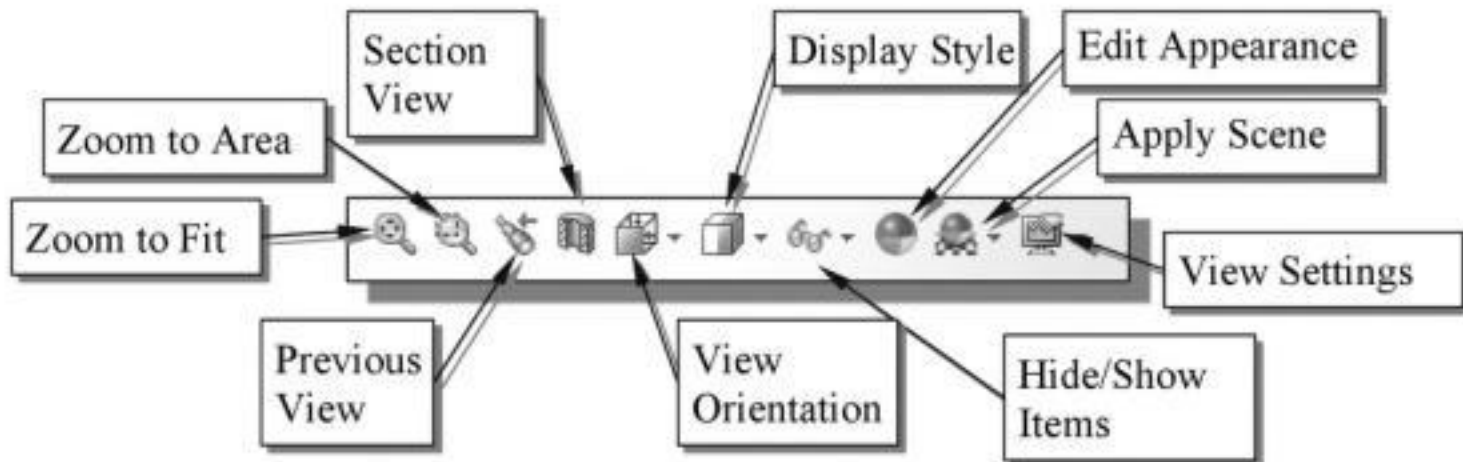 Section
View
Display Style
Edit Appearance
Zoom to Area
Apply Scene
Zoom to Fit
View Settings
Previous
View
View
Orientation
Hide/Show
Items